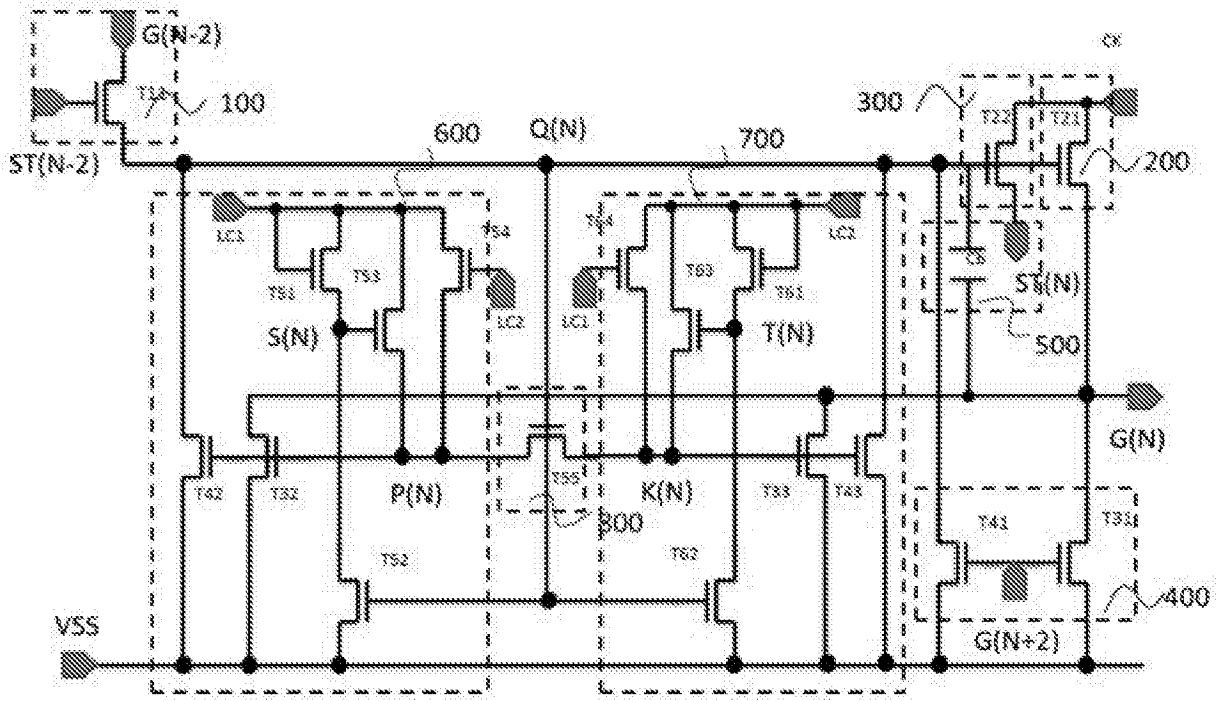 G(N-2)
CK
T11
100
ST(N-2)
600
Q(N)
700
300
T22
T21
200
LC1
T54
T64
LC2
T51
T53
T63
T61
LC2
LC1
Cb
ST(N)
S(N)
T(N)
500
G(N)
T42
T32
P(N)
T55
K(N)
T33
T43
800
T41
T31
T52
T62
400
VSS
G(N+2)